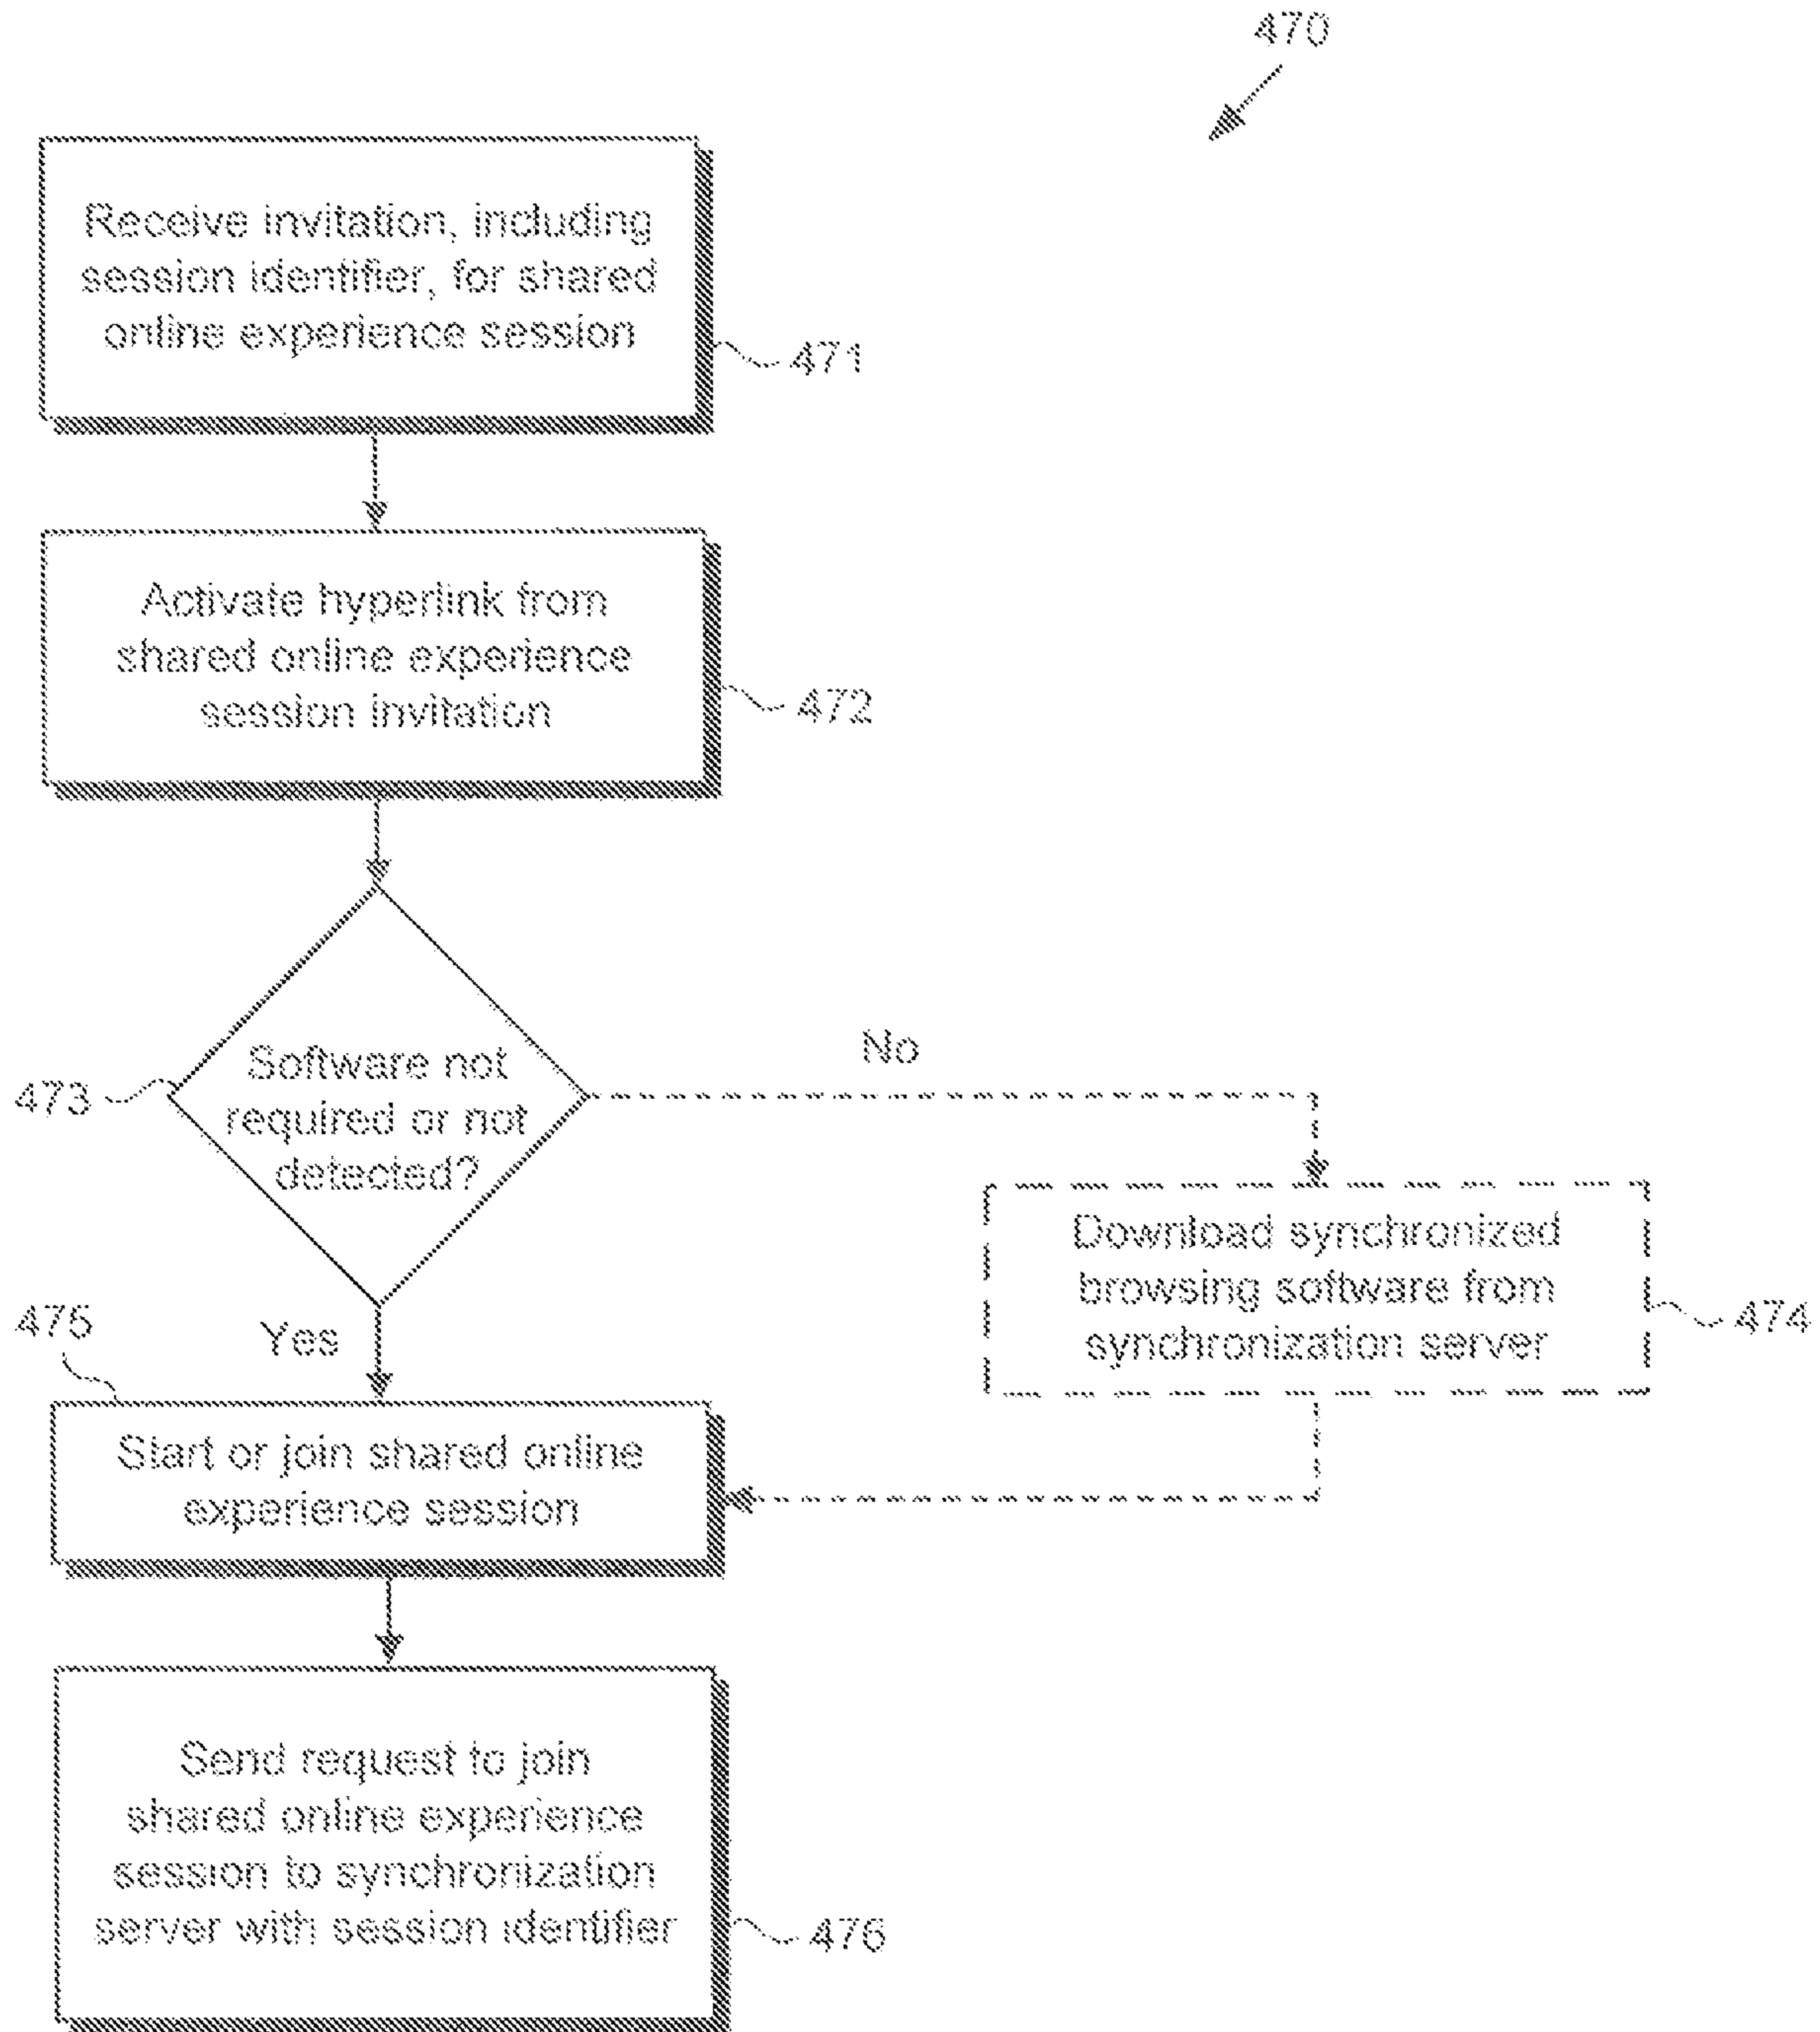 470
Receive invitation, including
session identifier, for shared
online experience session
471
Activate hyperlink from
shared online experience
session invitation
472
Software not
required or not
detected?
473
No
Download synchronized
browsing software from
synchronization server
474
Yes
475
Start or join shared online
experience session
Send request to join
shared online experience
session to synchronization
server with session identifier
476